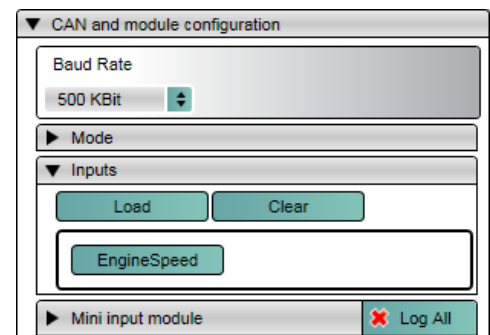 CAN and module configuration
Baud Rate
500 KBit
Mode
Inputs
Load Clear
EngineSpeed
Mini input module Log All